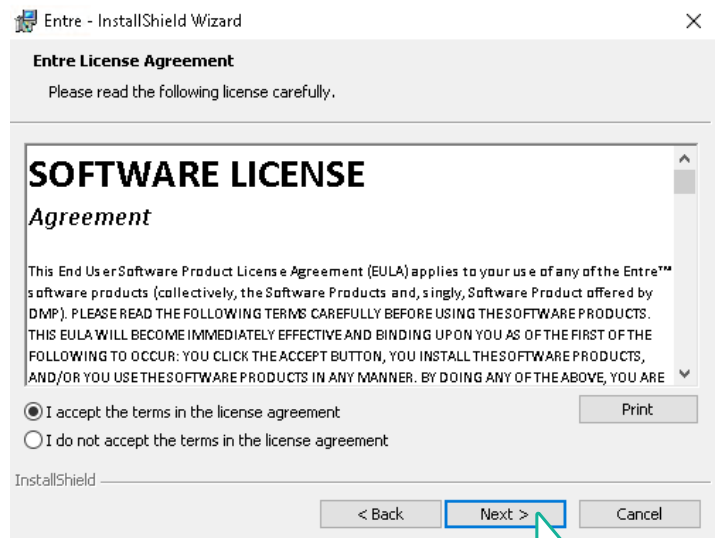 Entre - InstallShield Wizard
Entre License Agreement
Please read the following license carefully.
SOFTWARE LICENSE
Agreement
This End User Software Product License Agreement (EULA) applies to your use of any of the Entre™
software products (collectively, the Software Products and, singly, Software Product offered by
DMP). PLEASE READ THE FOLLOWING TERMS CAREFULLY BEFORE USING THE SOFTWARE PRODUCTS.
THIS EULA WILL BECOME IMMEDIATELY EFFECTIVE AND BINDING UPON YOU AS OF THE FIRST OF THE
FOLLOWING TO OCCUR: YOU CLICK THE ACCEPT BUTTON, YOU INSTALL THE SOFTWARE PRODUCTS,
AND/OR YOU USE THE SOFTWARE PRODUCTS IN ANY MANNER. BY DOING ANY OF THE ABOVE, YOU ARE
I accept the terms in the license agreement
Print
I do not accept the terms in the license agreement
InstallShield
< Back
Next >
Cancel